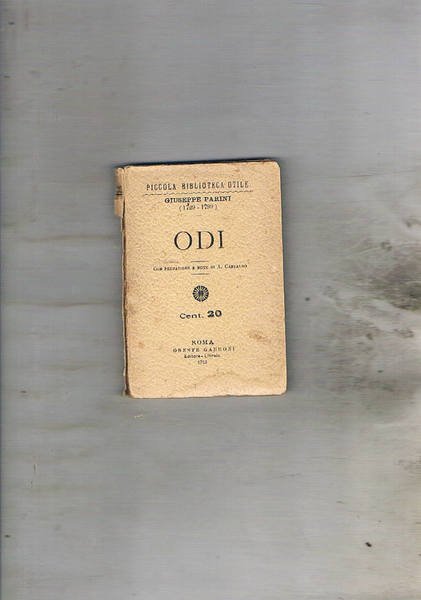 PICCOLA BIBLIOTECA UTILE
GIUSEPPE PARINI
(1729 - 1799)
ODI
CON PREFAZIONE E NOTE DI A.
Cent. 20
ROMA
ORESTE GARRONI
Editore - Libraio